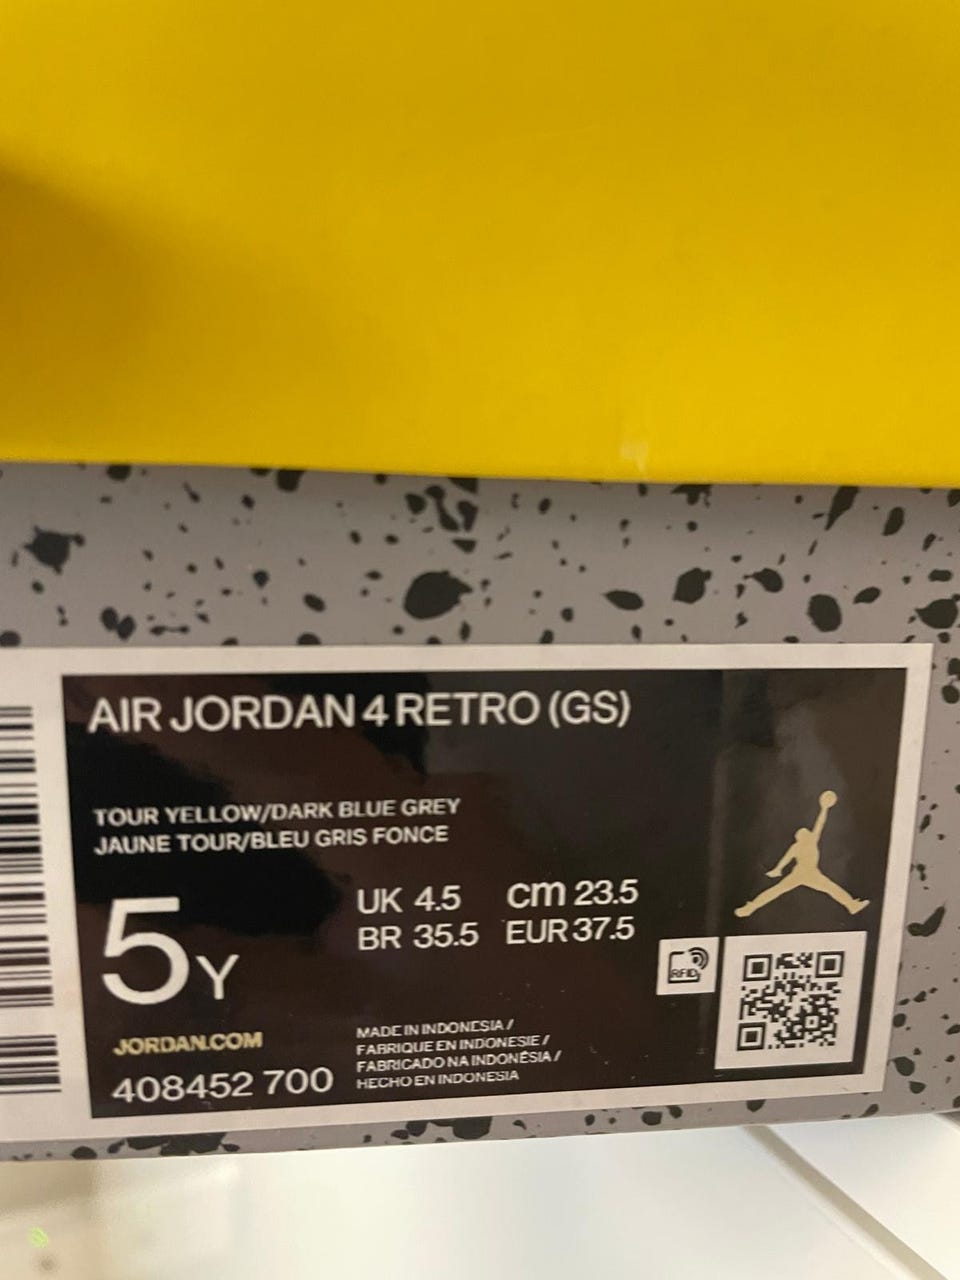 AIR JORDAN 4 RETRO (GS)
TOUR YELLOW/DARK BLUE GREY
JAUNE TOUR/BLEU GRIS FONCE
5Y
UK 4.5 cm 23.5
BR 35.5 EUR 37.5
RFID
JORDAN.COM
408452 700
MADE IN INDONESIA /
FABRIQUE EN INDONESIE /
FABRICADO NA INDONÉSIA /
HECHO EN INDONESIA